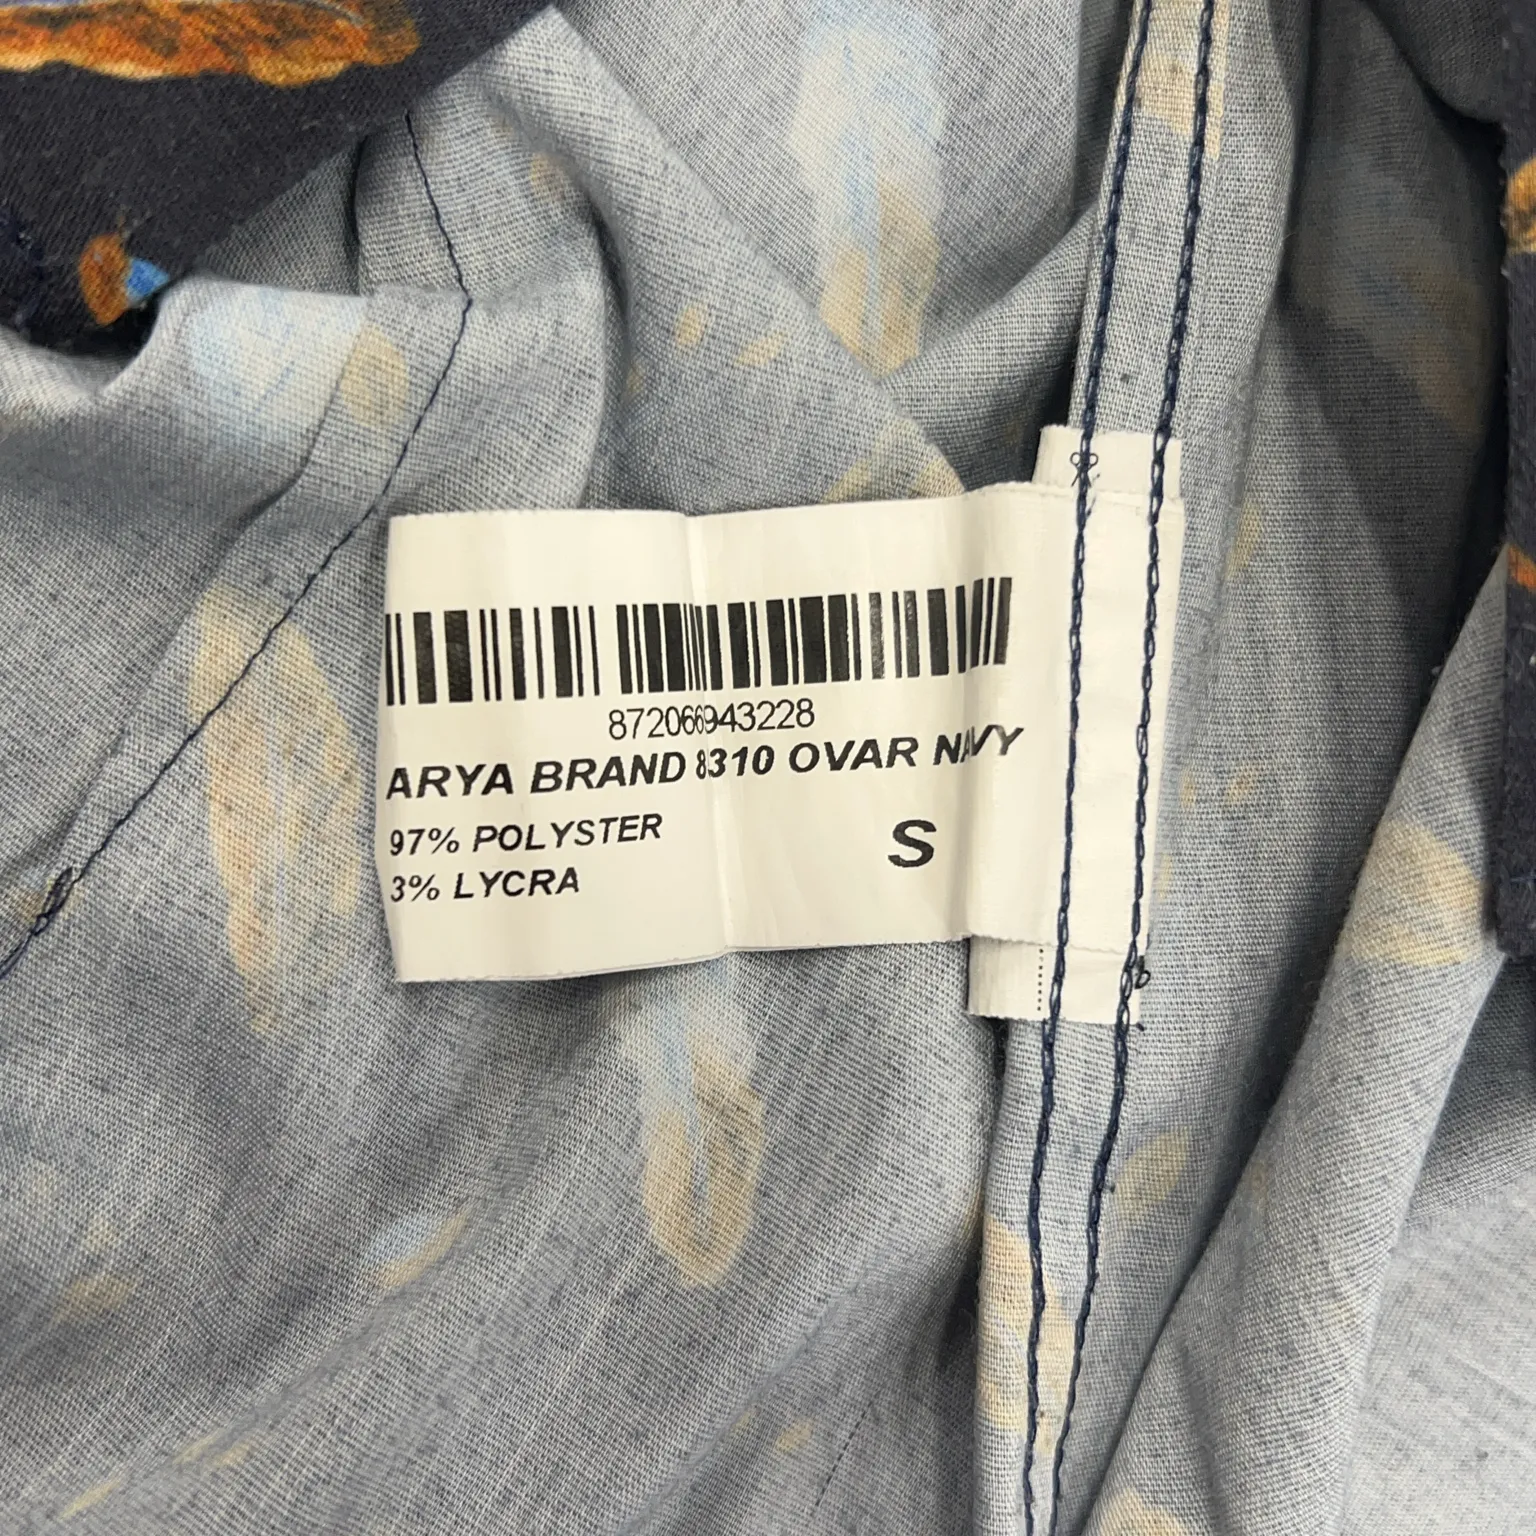 872066943228
ARYA BRAND 8310 OVAR NAVY
97% POLYSTER
3% LYCRA
S